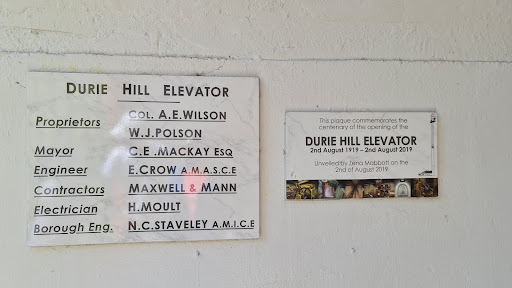 DURIE HILL ELEVATOR
Proprietors COL. A.E.WILSON
W.J.POLSON
Mayor C.E.MACKAY ESQ
Engineer E.CROW A.M.A.S.C.E
Contractors MAXWELL & MANN
Electrician H.MOULT
Borough Eng. N.C.STAVELEY A.M.I.C.E
This plaque commemorates the
centenary of the opening of the
DURIE HILL ELEVATOR
2nd August 1919 – 2nd August 2019
Unveiled by Zena Mabbott on the
2nd of August 2019